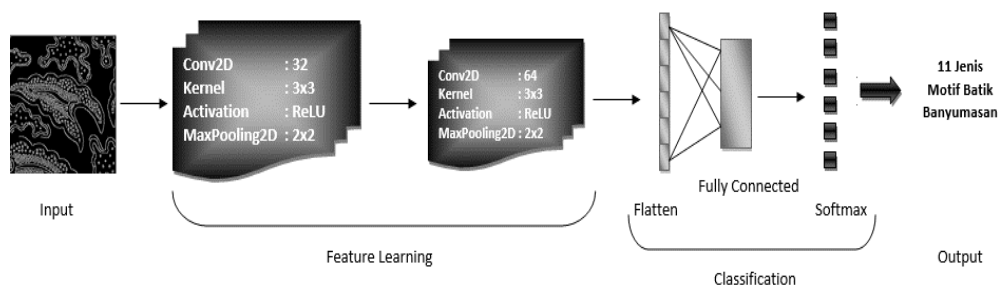 Conv2D : 32
Kernel : 3x3
Activation : ReLU
MaxPooling2D : 2x2
Conv2D : 64
Kernel : 3x3
Activation : ReLU
MaxPooling2D : 2x2
11 Jenis
Motif Batik
Banyumasan
Fully Connected
Input
Flatten
Softmax
Feature Learning
Output
Classification